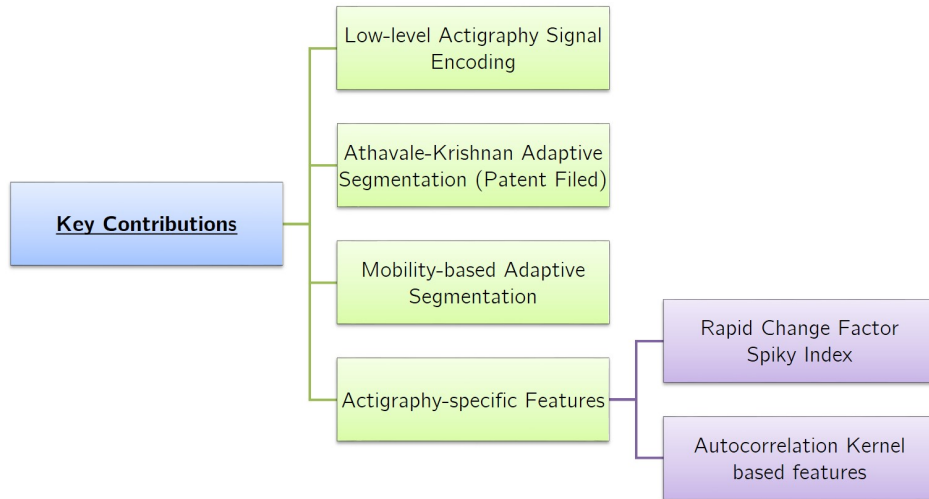 Low-level Actigraphy Signal
Encoding
Athavale-Krishnan Adaptive
Segmentation (Patent Filed)
Key Contributions
Mobility-based Adaptive
Segmentation
Actigraphy-specific Features
Rapid Change Factor
Spiky Index
Autocorrelation Kernel
based features